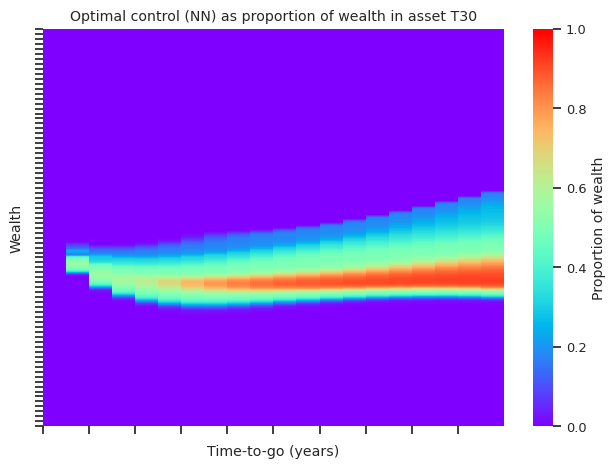 Optimal control (NN) as proportion of wealth in asset T30
Wealth
Time-to-go (years)
1.0
0.8
0.6
0.4
0.2
0.0
Proportion of wealth